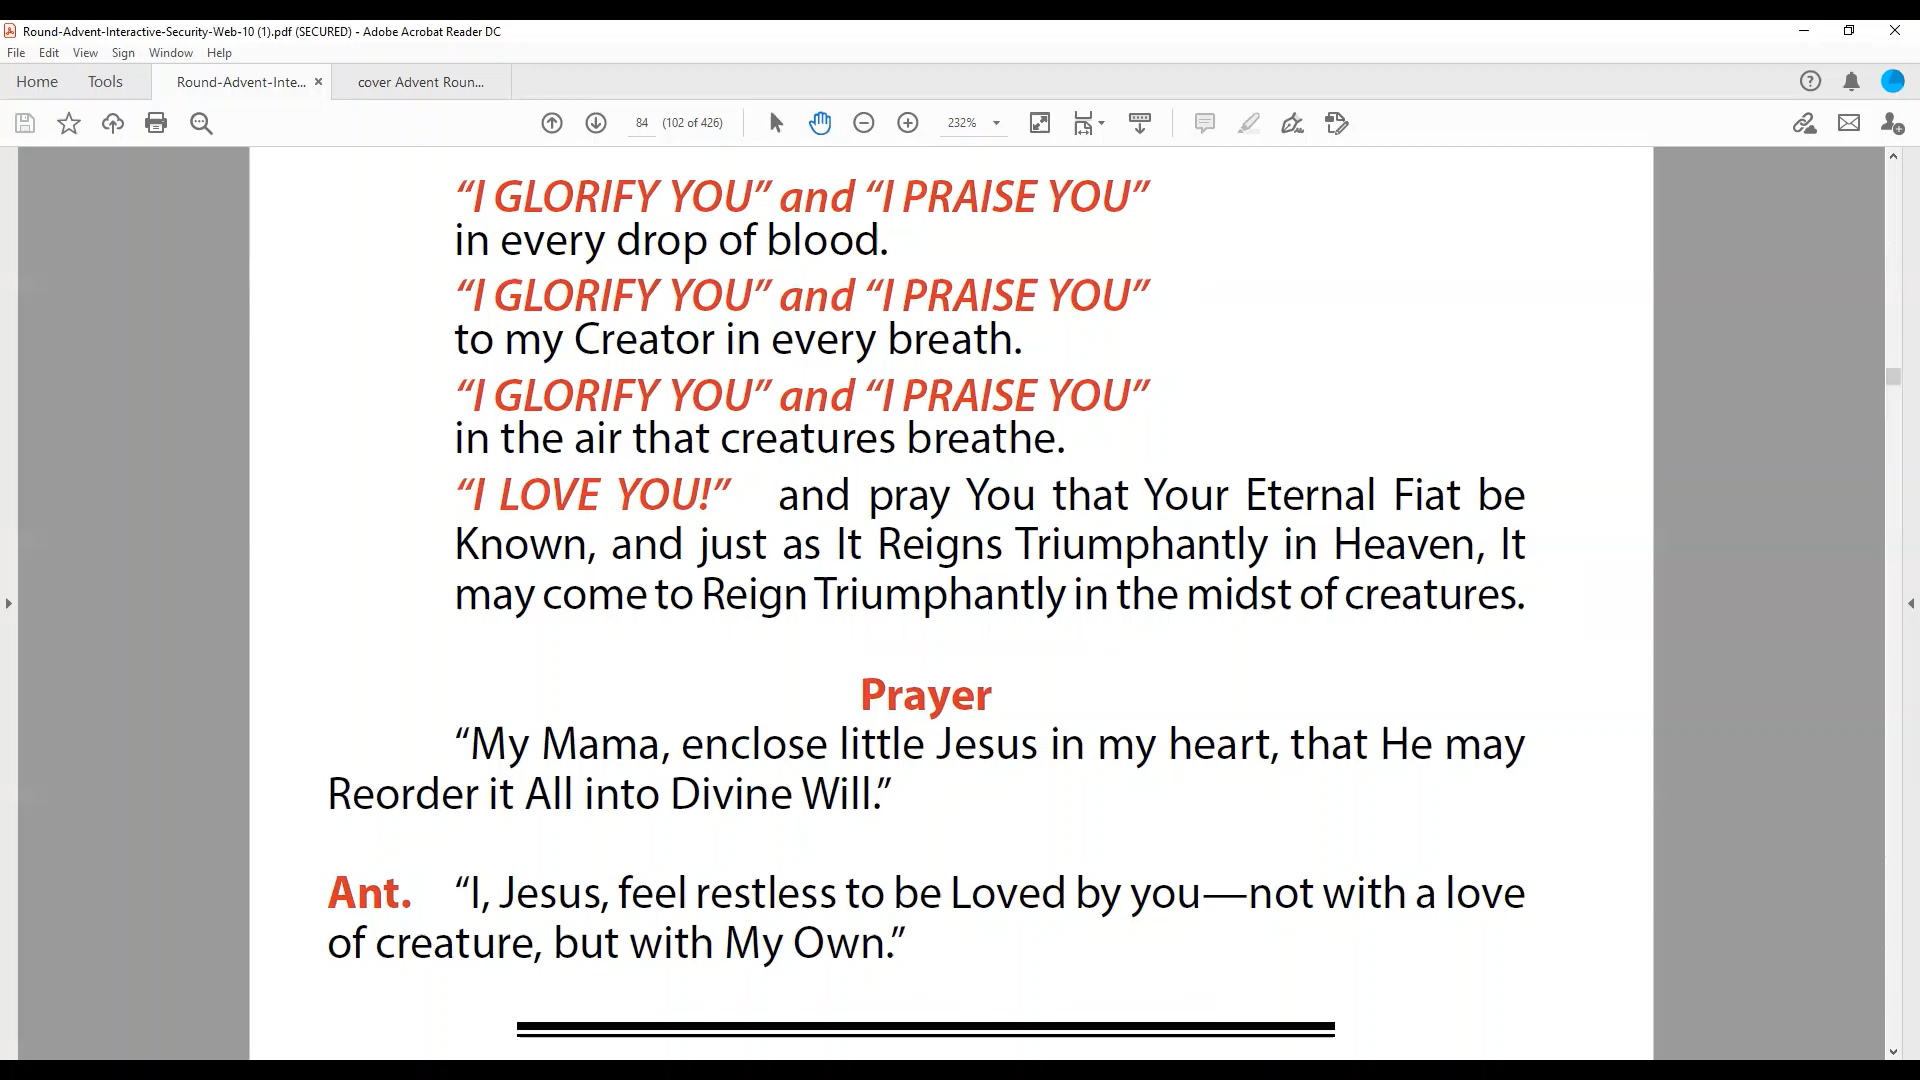 Round-Advent-Interactive-Security-Web-10 (1).pdf (SECURED) - Adobe Acrobat Reader DC
File Edit View Sign Window Help
Home Tools Round-Advent-Inte... × cover Advent Roun...
84 (102 of 426) 232%
“I GLORIFY YOU” and “I PRAISE YOU”
in every drop of blood.
“I GLORIFY YOU” and “I PRAISE YOU”
to my Creator in every breath.
“I GLORIFY YOU” and “I PRAISE YOU”
in the air that creatures breathe.
“I LOVE YOU!” and pray You that Your Eternal Fiat be
Known, and just as It Reigns Triumphantly in Heaven, It
may come to Reign Triumphantly in the midst of creatures.
Prayer
“My Mama, enclose little Jesus in my heart, that He may
Reorder it All into Divine Will.”
Ant. “I, Jesus, feel restless to be Loved by you—not with a love
of creature, but with My Own.”